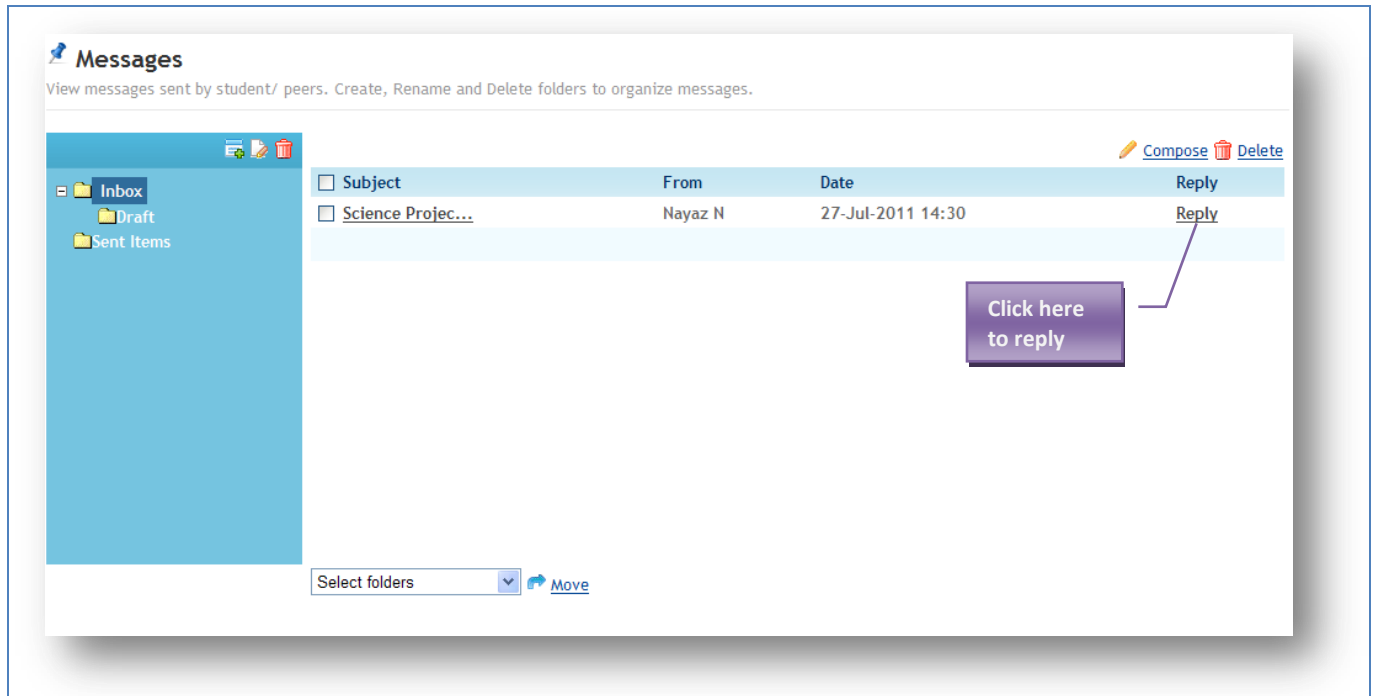 Messages
View messages sent by student/ peers. Create, Rename and Delete folders to organize messages.
Compose Delete
Inbox
Draft
Sent Items
Subject From Date Reply
Science Projec... Nayaz N 27-Jul-2011 14:30 Reply
Click here
to reply
Select folders Move